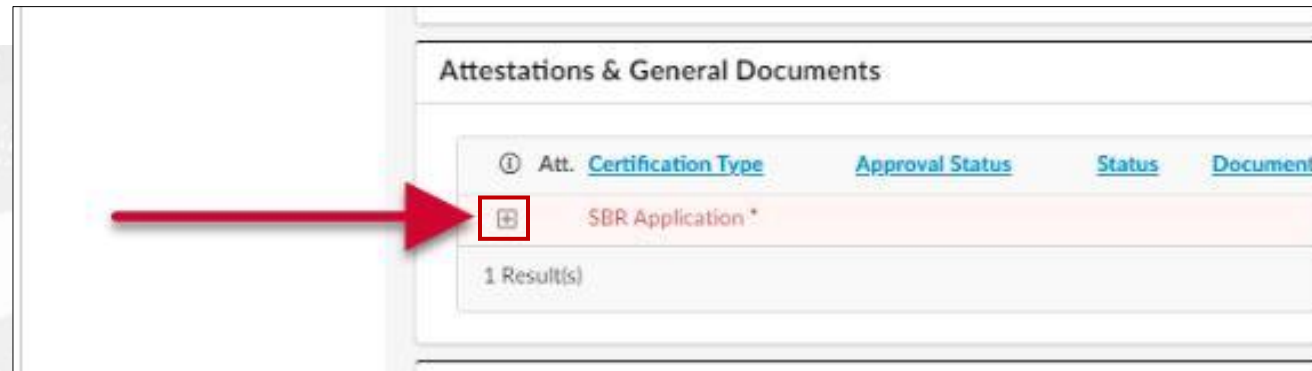 Attestations & General Documents
Att. Certification Type Approval Status Status Document
SBR Application *
1 Result(s)